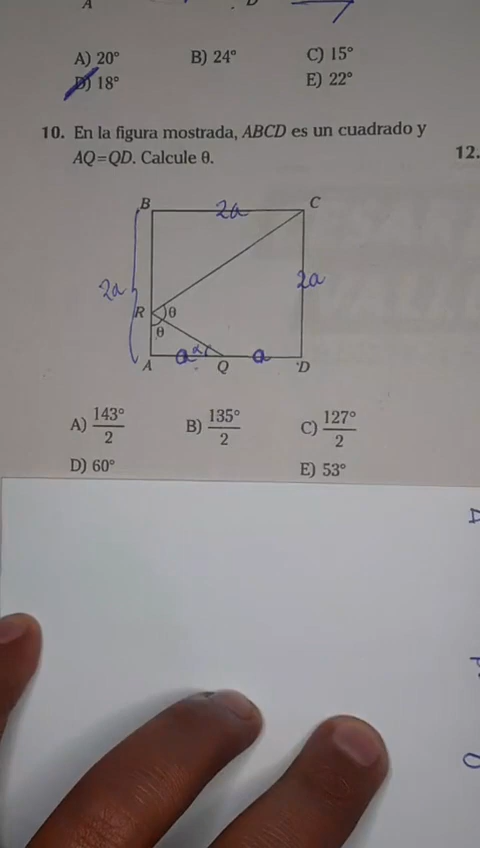 A
D
A) 20° B) 24° C) 15°
D) 18° E) 22°
10. En la figura mostrada, ABCD es un cuadrado y
AQ=QD. Calcule θ.
12.
B 2a C
2a 2a
R θ
θ
A a α Q a D
A) 143°/2 B) 135°/2 C) 127°/2
D) 60° E) 53°